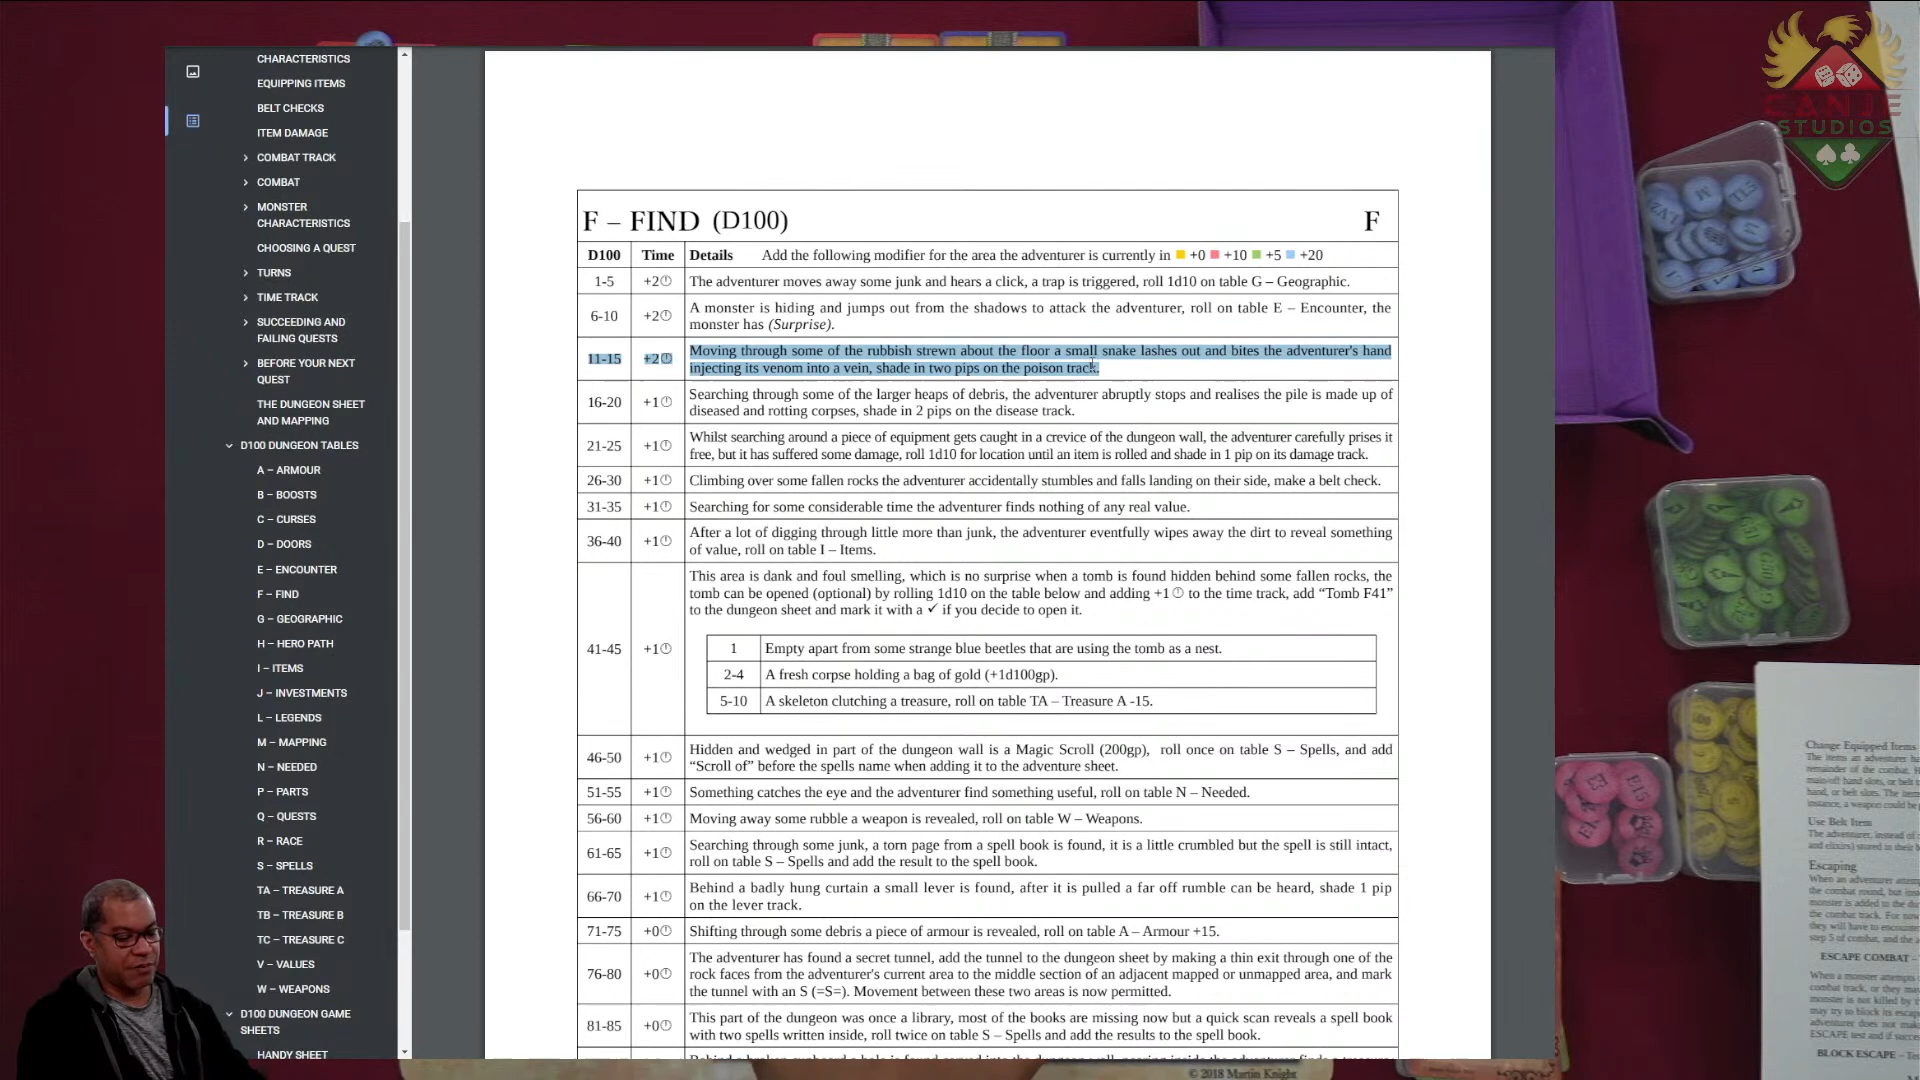 CHARACTERISTICS
EQUIPPING ITEMS
BELT CHECKS
ITEM DAMAGE
COMBAT TRACK
COMBAT
MONSTER
CHARACTERISTICS
CHOOSING A QUEST
TURNS
TIME TRACK
SUCCEEDING AND
FAILING QUESTS
BEFORE YOUR NEXT
QUEST
THE DUNGEON SHEET
AND MAPPING
D100 DUNGEON TABLES
A – ARMOUR
B – BOOSTS
C – CURSES
D – DOORS
E – ENCOUNTER
F – FIND
G – GEOGRAPHIC
H – HERO PATH
I – ITEMS
J – INVESTMENTS
L – LEGENDS
M – MAPPING
N – NEEDED
P – PARTS
Q – QUESTS
R – RACE
S – SPELLS
TA – TREASURE A
TB – TREASURE B
TC – TREASURE C
V – VALUES
W – WEAPONS
D100 DUNGEON GAME
SHEETS
HANDY SHEET
F – FIND (D100) F
D100 Time Details Add the following modifier for the area the adventurer is currently in +0 +10 +5 +20
1-5 +2 The adventurer moves away some junk and hears a click, a trap is triggered, roll 1d10 on table G – Geographic.
6-10 +2 A monster is hiding and jumps out from the shadows to attack the adventurer, roll on table E – Encounter, the
monster has (Surprise).
11-15 +2 Moving through some of the rubbish strewn about the floor a small snake lashes out and bites the adventurer's hand
injecting its venom into a vein, shade in two pips on the poison track.
16-20 +1 Searching through some of the larger heaps of debris, the adventurer abruptly stops and realises the pile is made up of
diseased and rotting corpses, shade in 2 pips on the disease track.
21-25 +1 Whilst searching around a piece of equipment gets caught in a crevice of the dungeon wall, the adventurer carefully prises it
free, but it has suffered some damage, roll 1d10 for location until an item is rolled and shade in 1 pip on its damage track.
26-30 +1 Climbing over some fallen rocks the adventurer accidentally stumbles and falls landing on their side, make a belt check.
31-35 +1 Searching for some considerable time the adventurer finds nothing of any real value.
36-40 +1 After a lot of digging through little more than junk, the adventurer eventfully wipes away the dirt to reveal something
of value, roll on table I – Items.
41-45 +1 This area is dank and foul smelling, which is no surprise when a tomb is found hidden behind some fallen rocks, the
tomb can be opened (optional) by rolling 1d10 on the table below and adding +1 to the time track, add “Tomb F41”
to the dungeon sheet and mark it with a ✓ if you decide to open it.
1 Empty apart from some strange blue beetles that are using the tomb as a nest.
2-4 A fresh corpse holding a bag of gold (+1d100gp).
5-10 A skeleton clutching a treasure, roll on table TA – Treasure A -15.
46-50 +1 Hidden and wedged in part of the dungeon wall is a Magic Scroll (200gp), roll once on table S – Spells, and add
“Scroll of” before the spells name when adding it to the adventure sheet.
51-55 +1 Something catches the eye and the adventurer find something useful, roll on table N – Needed.
56-60 +1 Moving away some rubble a weapon is revealed, roll on table W – Weapons.
61-65 +1 Searching through some junk, a torn page from a spell book is found, it is a little crumbled but the spell is still intact,
roll on table S – Spells and add the result to the spell book.
66-70 +1 Behind a badly hung curtain a small lever is found, after it is pulled a far off rumble can be heard, shade 1 pip
on the lever track.
71-75 +0 Shifting through some debris a piece of armour is revealed, roll on table A – Armour +15.
76-80 +0 The adventurer has found a secret tunnel, add the tunnel to the dungeon sheet by making a thin exit through one of the
rock faces from the adventurer's current area to the middle section of an adjacent mapped or unmapped area, and mark
the tunnel with an S (=S=). Movement between these two areas is now permitted.
81-85 +0 This part of the dungeon was once a library, most of the books are missing now but a quick scan reveals a spell book
with two spells written inside, roll twice on table S – Spells and add the results to the spell book.
CANJE
STUDIOS
Change Equipped Items
Use Belt Item
Escaping
ESCAPE COMBAT –
BLOCK ESCAPE –
© 2018 Martin Knight